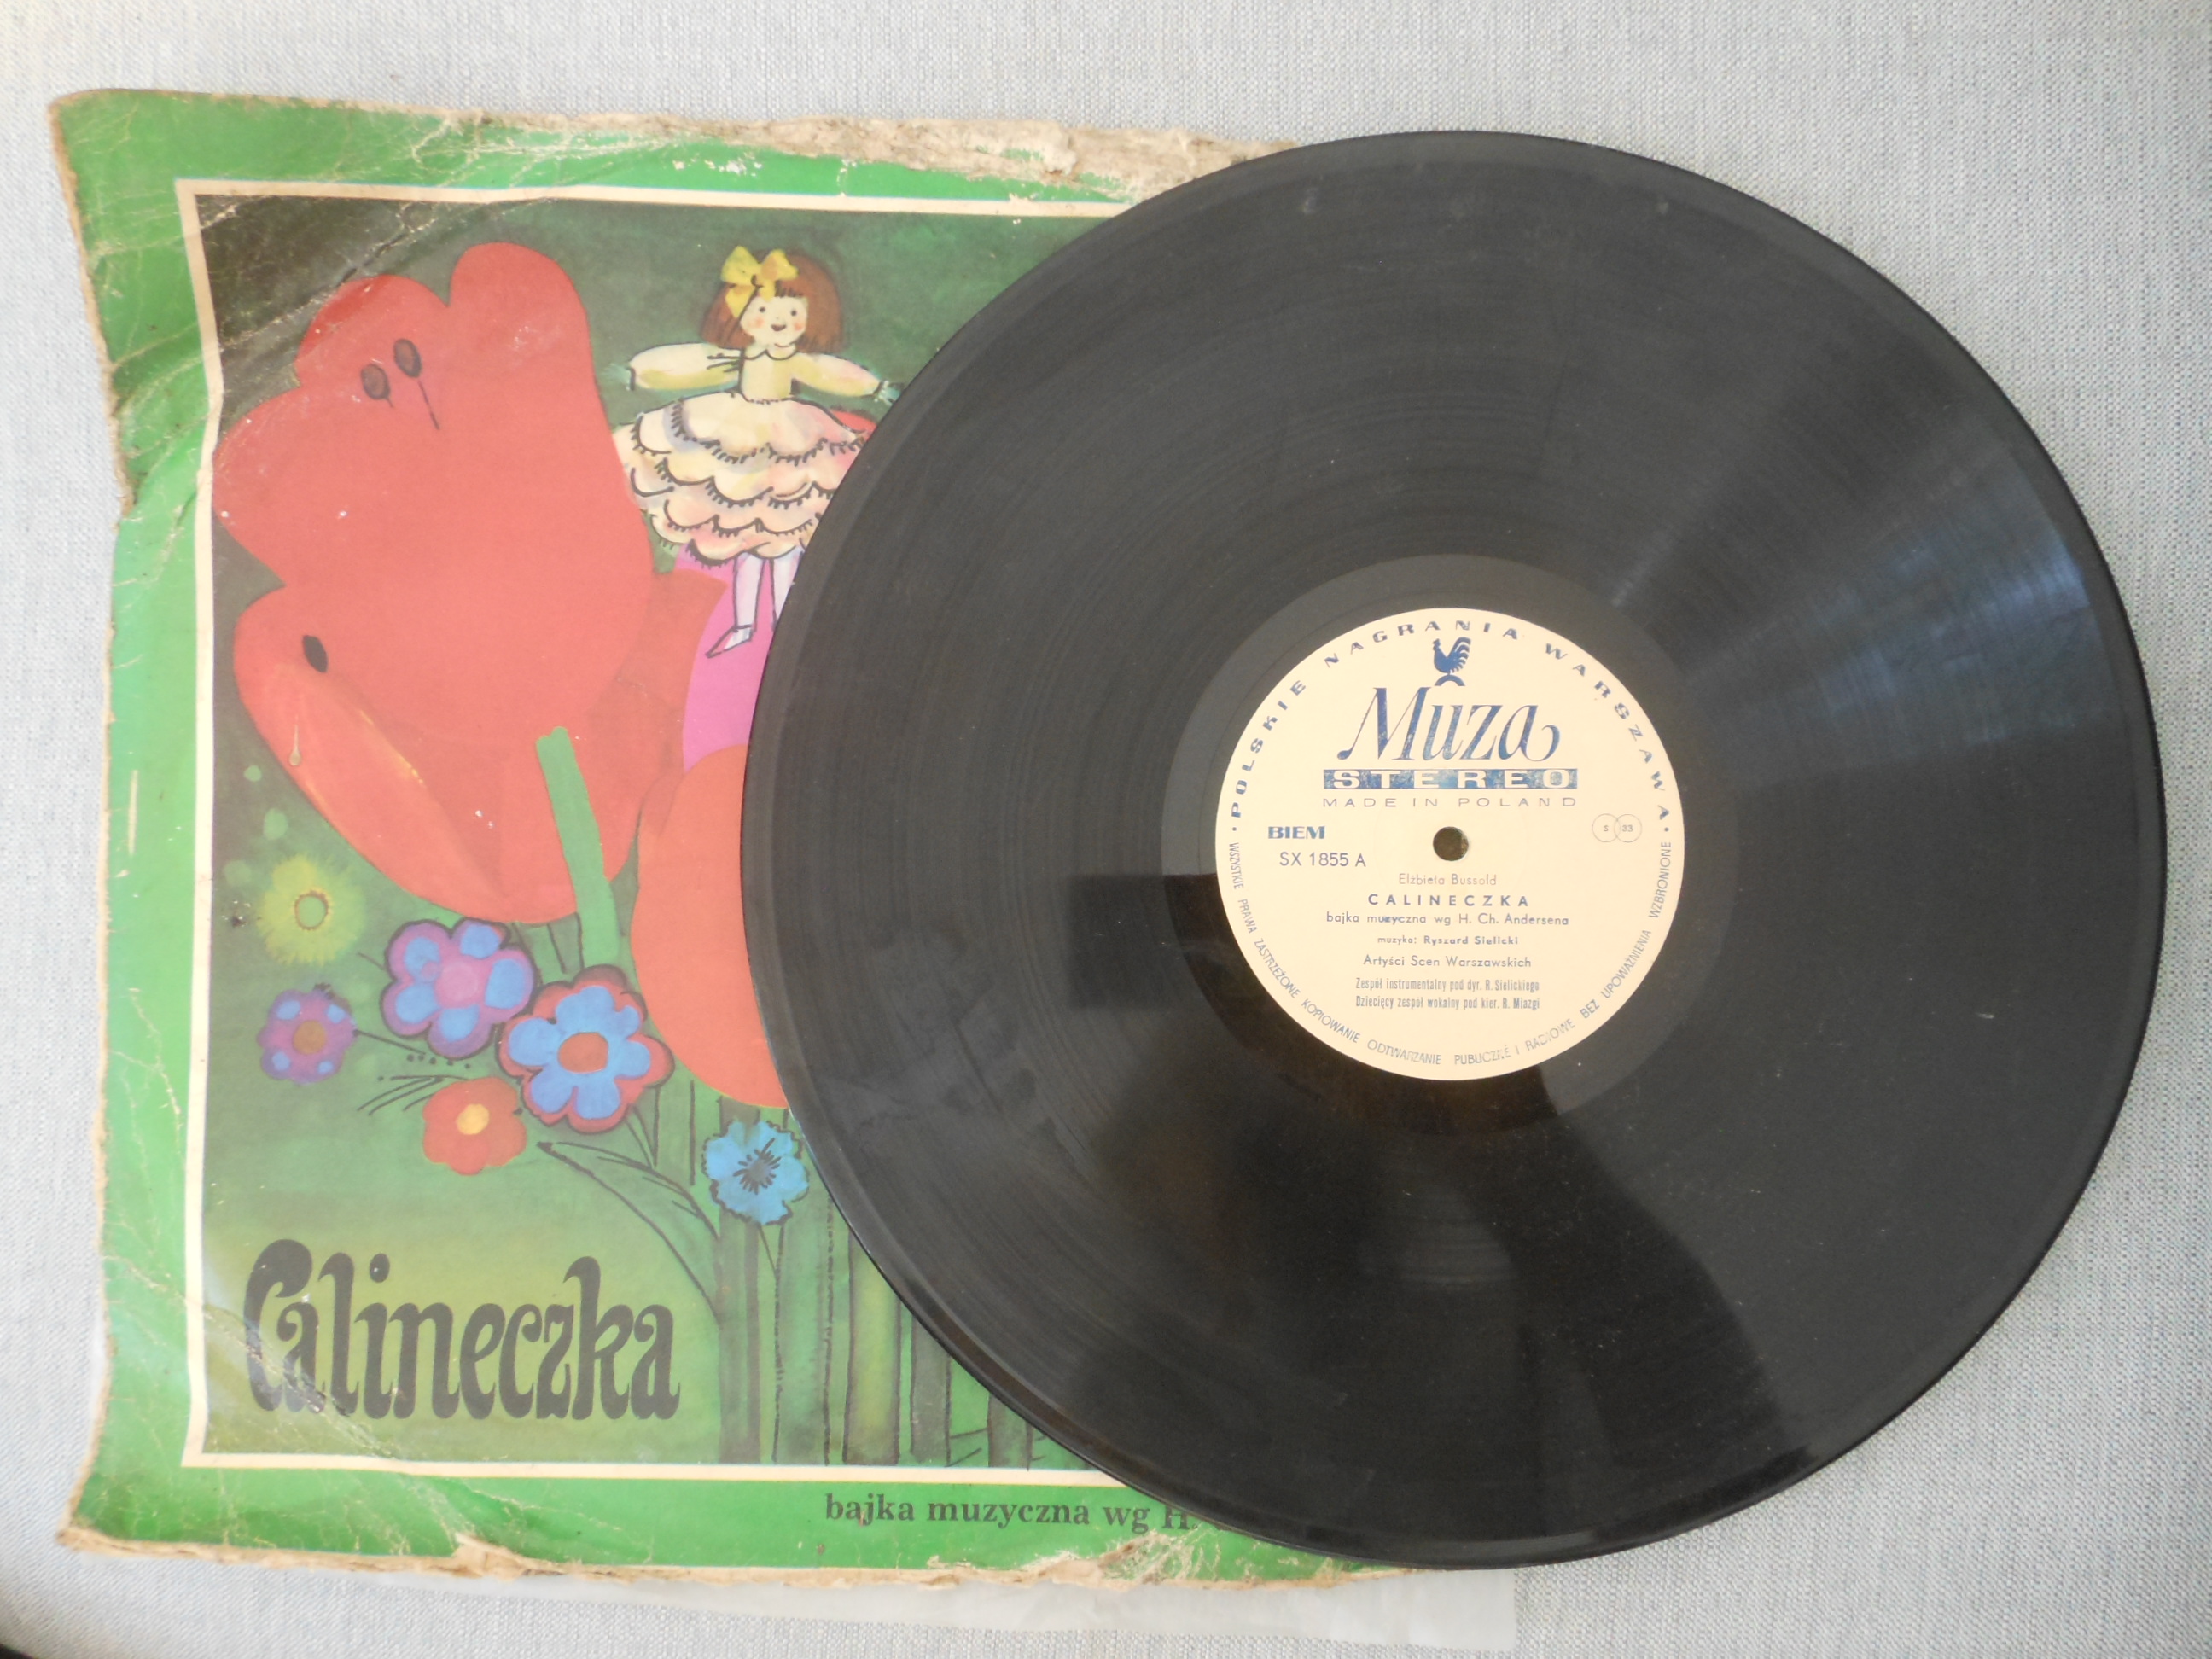 Calineczka
bajka muzyczna wg H.
POLSKIE NAGRANIA WARSZAWA
Muza
STEREO
MADE IN POLAND
BIEM
S 33
SX 1855 A
Elżbieta Bussold
CALINECZKA
bajka muzyczna wg H. Ch. Andersena
muzyka: Ryszard Sielicki
Artyści Scen Warszawskich
Zespół instrumentalny pod dyr. R. Sielickiego
Dziecięcy zespół wokalny pod kier. R. Miazgi
WSZYSTKIE PRAWA ZASTRZEŻONE KOPIOWANIE ODTWARZANIE PUBLICZNE I RADIOWE BEZ UPOWAŻNIENIA WZBRONIONE